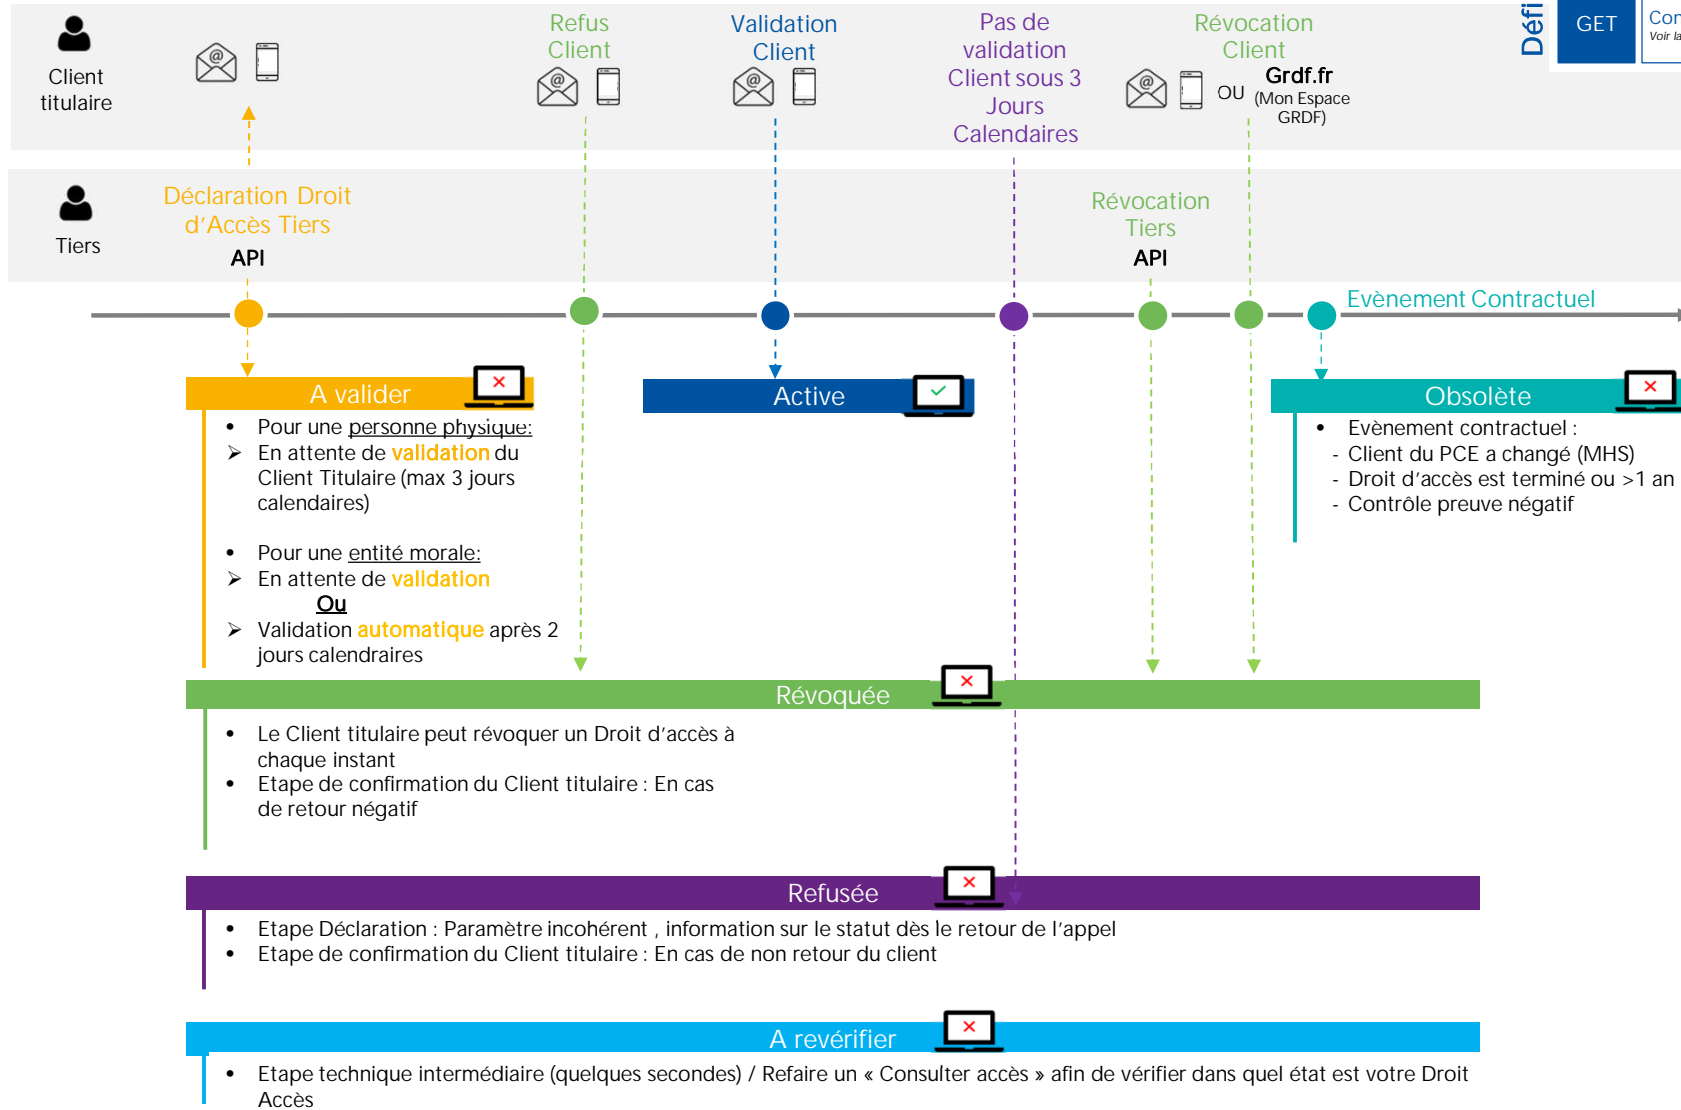 Client
titulaire
Refus
Client
Validation
Client
Pas de
validation
Client sous 3
Jours
Calendaires
Révocation
Client
OU
Grdf.fr
(Mon Espace
GRDF)
Défi
GET
Con
Voir la
Tiers
Déclaration Droit
d'Accès Tiers
API
Révocation
Tiers
API
Evènement Contractuel
A valider
• Pour une personne physique:
➢ En attente de validation du
Client Titulaire (max 3 jours
calendaires)
• Pour une entité morale:
➢ En attente de validation
Ou
➢ Validation automatique après 2
jours calendraires
Active
Obsolète
• Evènement contractuel :
- Client du PCE a changé (MHS)
- Droit d'accès est terminé ou >1 an
- Contrôle preuve négatif
Révoquée
• Le Client titulaire peut révoquer un Droit d'accès à
chaque instant
• Etape de confirmation du Client titulaire : En cas
de retour négatif
Refusée
• Etape Déclaration : Paramètre incohérent , information sur le statut dès le retour de l'appel
• Etape de confirmation du Client titulaire : En cas de non retour du client
A revérifier
• Etape technique intermédiaire (quelques secondes) / Refaire un « Consulter accès » afin de vérifier dans quel état est votre Droit
Accès